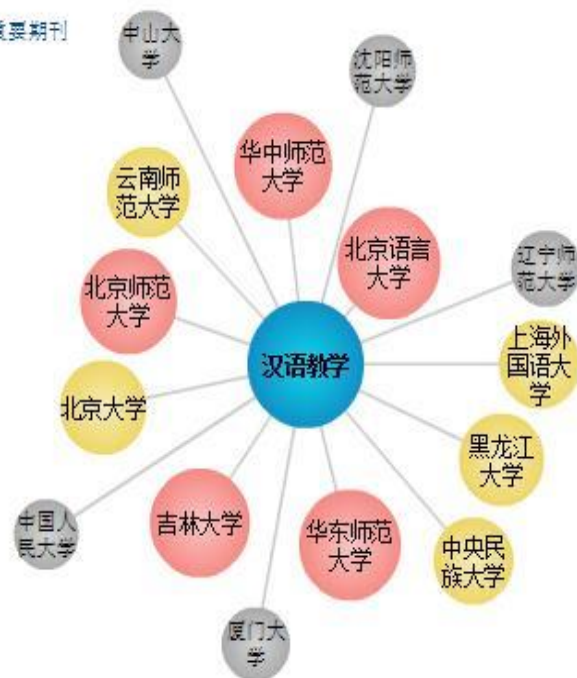 要期刊
中山大
学
沈阳师
范大学
华中师范
大学
云南师
范大学
北京语言
大学
辽宁师
范大学
北京师范
大学
汉语教学
上海外
国语大
学
北京大学
黑龙江
大学
中国人
民大学
吉林大学
华东师范
大学
中央民
族大学
厦门大
学